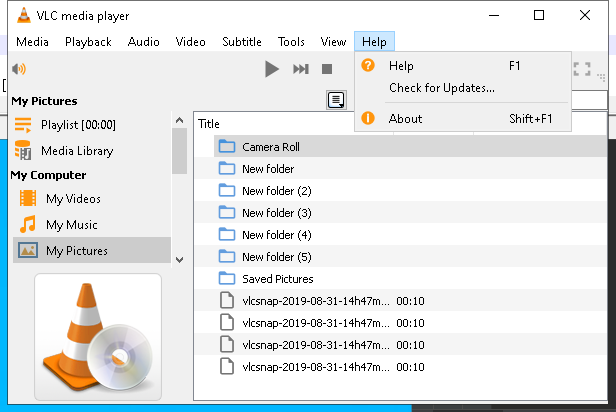 VLC media player
Media Playback Audio Video Subtitle Tools View Help
Help F1
Check for Updates...
About Shift+F1
My Pictures
Playlist [00:00]
Media Library
My Computer
My Videos
My Music
My Pictures
Title
Camera Roll
New folder
New folder (2)
New folder (3)
New folder (4)
New folder (5)
Saved Pictures
vlcsnap-2019-08-31-14h47m... 00:10
vlcsnap-2019-08-31-14h47m... 00:10
vlcsnap-2019-08-31-14h47m... 00:10
vlcsnap-2019-08-31-14h47m... 00:10